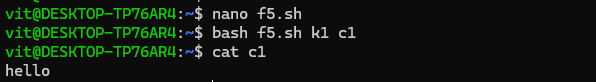 vit@DESKTOP-TP76AR4:~$ nano f5.sh
vit@DESKTOP-TP76AR4:~$ bash f5.sh k1 c1
vit@DESKTOP-TP76AR4:~$ cat c1
hello